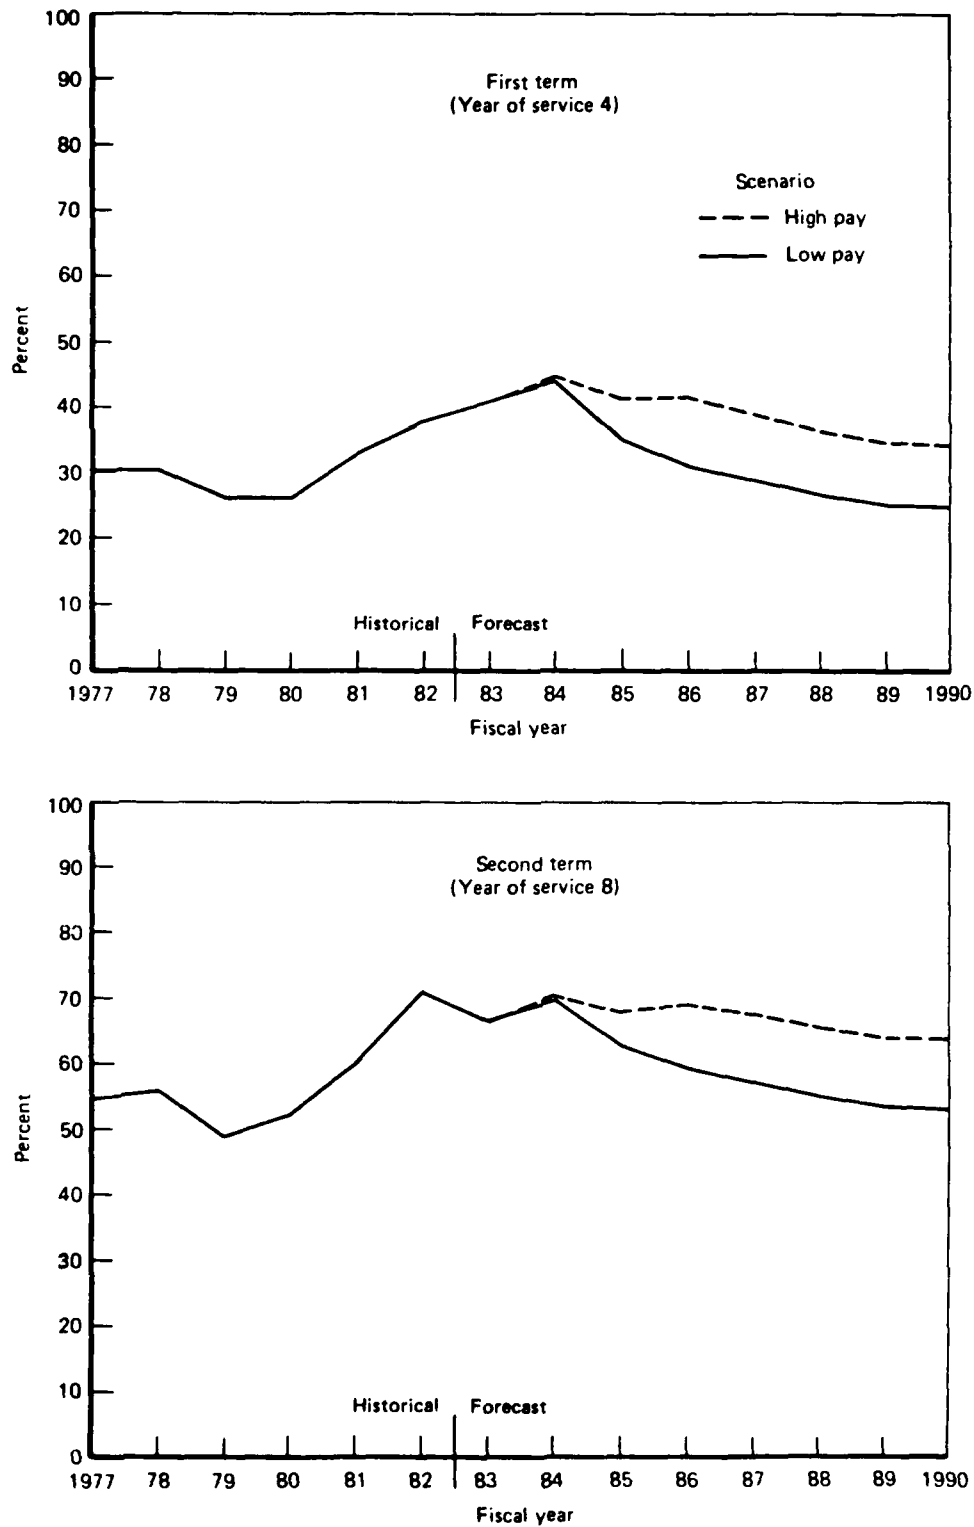 100
90
80
70
60
50
40
30
20
10
0
Percent
First term
(Year of service 4)
Scenario
High pay
Low pay
Historical Forecast
1977 78 79 80 81 82 83 84 85 86 87 88 89 1990
Fiscal year
100
90
80
70
60
50
40
30
20
10
0
Percent
Second term
(Year of service 8)
Historical Forecast
1977 78 79 80 81 82 83 84 85 86 87 88 89 1990
Fiscal year